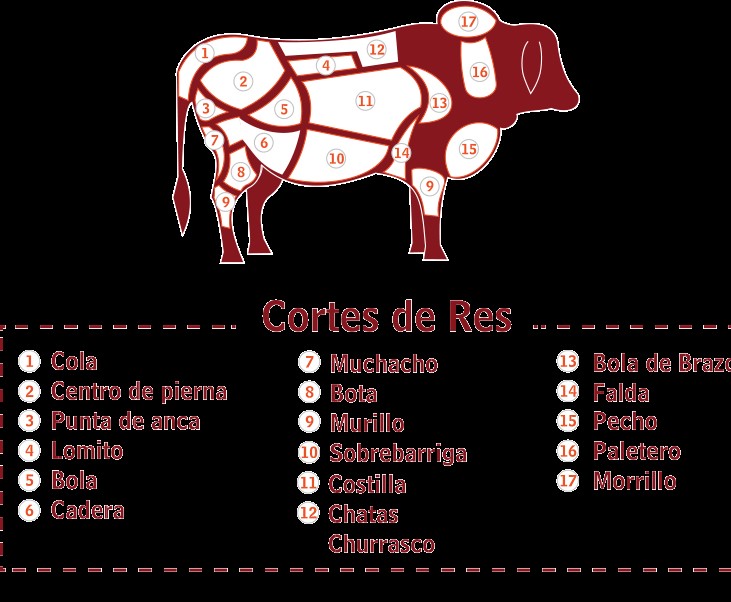 17
12
1
4
16
2
11
13
3
5
7
6
15
14
10
8
9
9
Cortes de Res
1 Cola
2 Centro de pierna
3 Punta de anca
4 Lomito
5 Bola
6 Cadera
7 Muchacho
8 Bota
9 Murillo
10 Sobrebarriga
11 Costilla
12 Chatas
Churrasco
13 Bola de Brazo
14 Falda
15 Pecho
16 Paletero
17 Morrillo